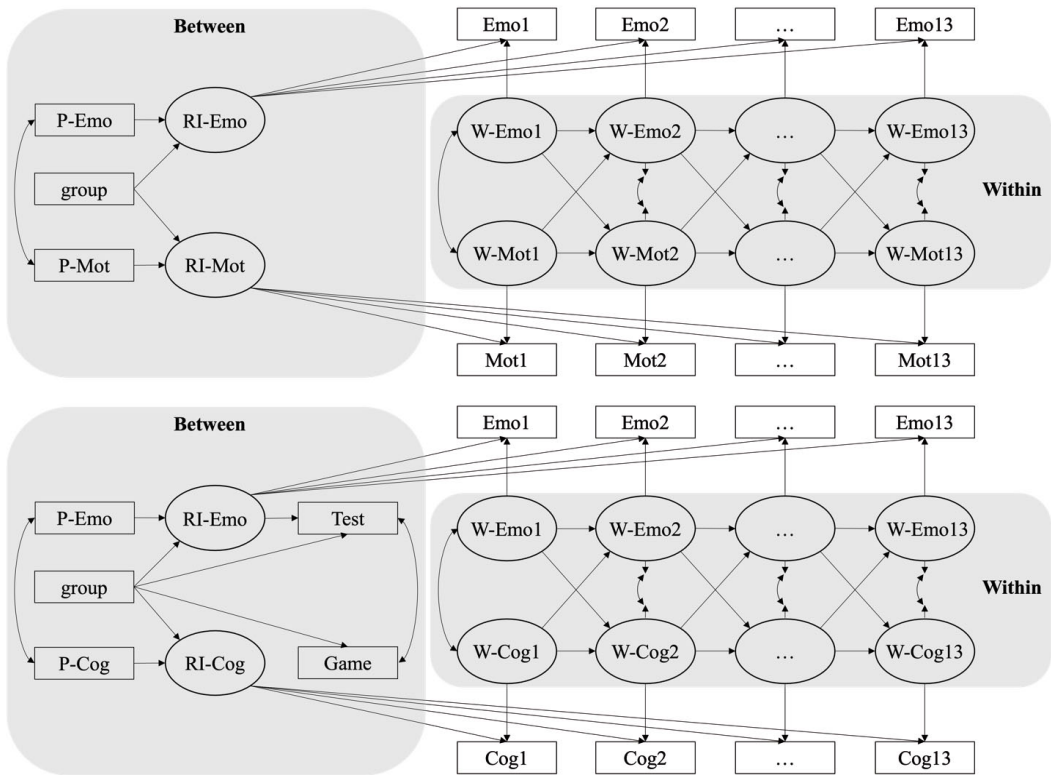 Between
Emo1
Emo2
…
Emo13
P-Emo
RI-Emo
W-Emo1
W-Emo2
…
W-Emo13
group
Within
P-Mot
RI-Mot
W-Mot1
W-Mot2
…
W-Mot13
Mot1
Mot2
…
Mot13
Between
Emo1
Emo2
…
Emo13
P-Emo
RI-Emo
Test
W-Emo1
W-Emo2
…
W-Emo13
group
Within
P-Cog
RI-Cog
Game
W-Cog1
W-Cog2
…
W-Cog13
Cog1
Cog2
…
Cog13